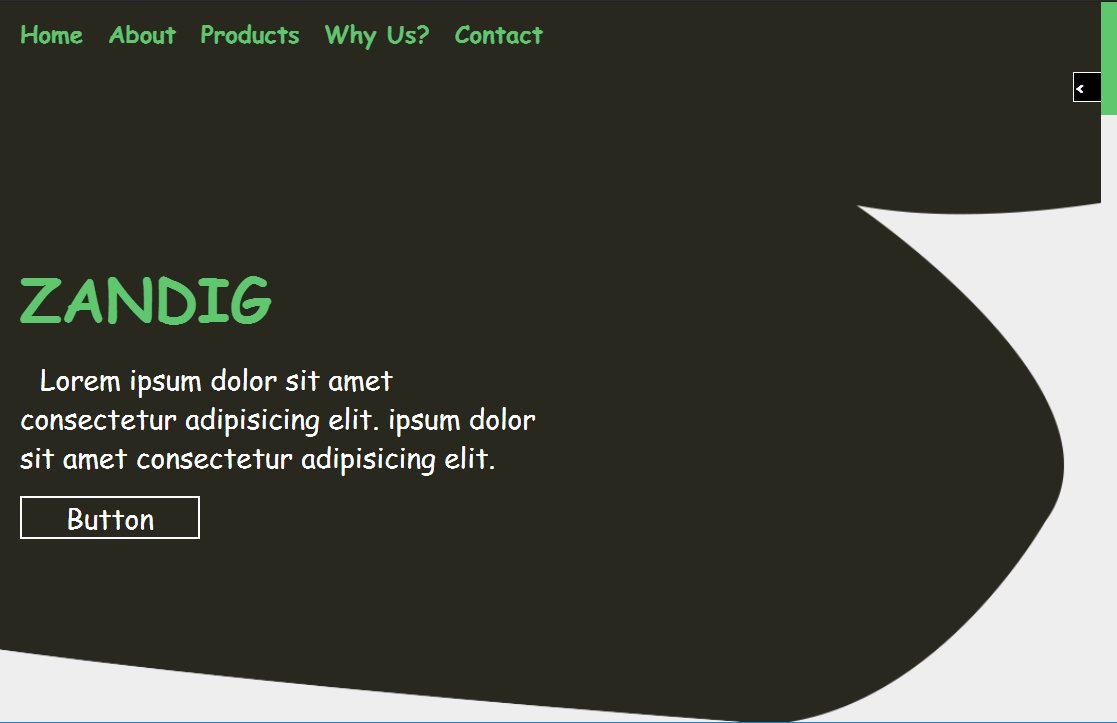 Home About Products Why Us? Contact
<
ZANDIG
Lorem ipsum dolor sit amet
consectetur adipisicing elit. ipsum dolor
sit amet consectetur adipisicing elit.
Button